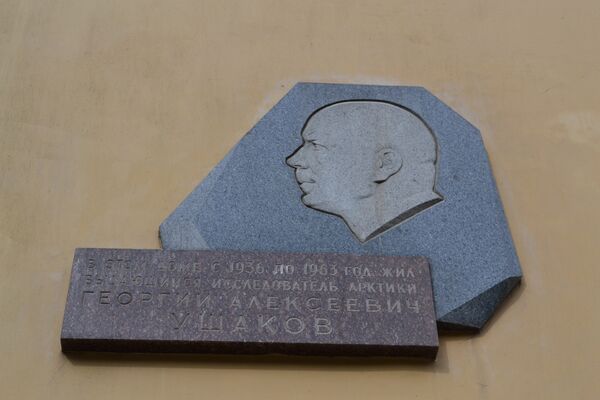 В ЭТОМ ДОМЕ С 1936 ПО 1963 ГОД ЖИЛ
ВЫДАЮЩИЙСЯ ИССЛЕДОВАТЕЛЬ АРКТИКИ
ГЕОРГИЙ АЛЕКСЕЕВИЧ
УШАКОВ